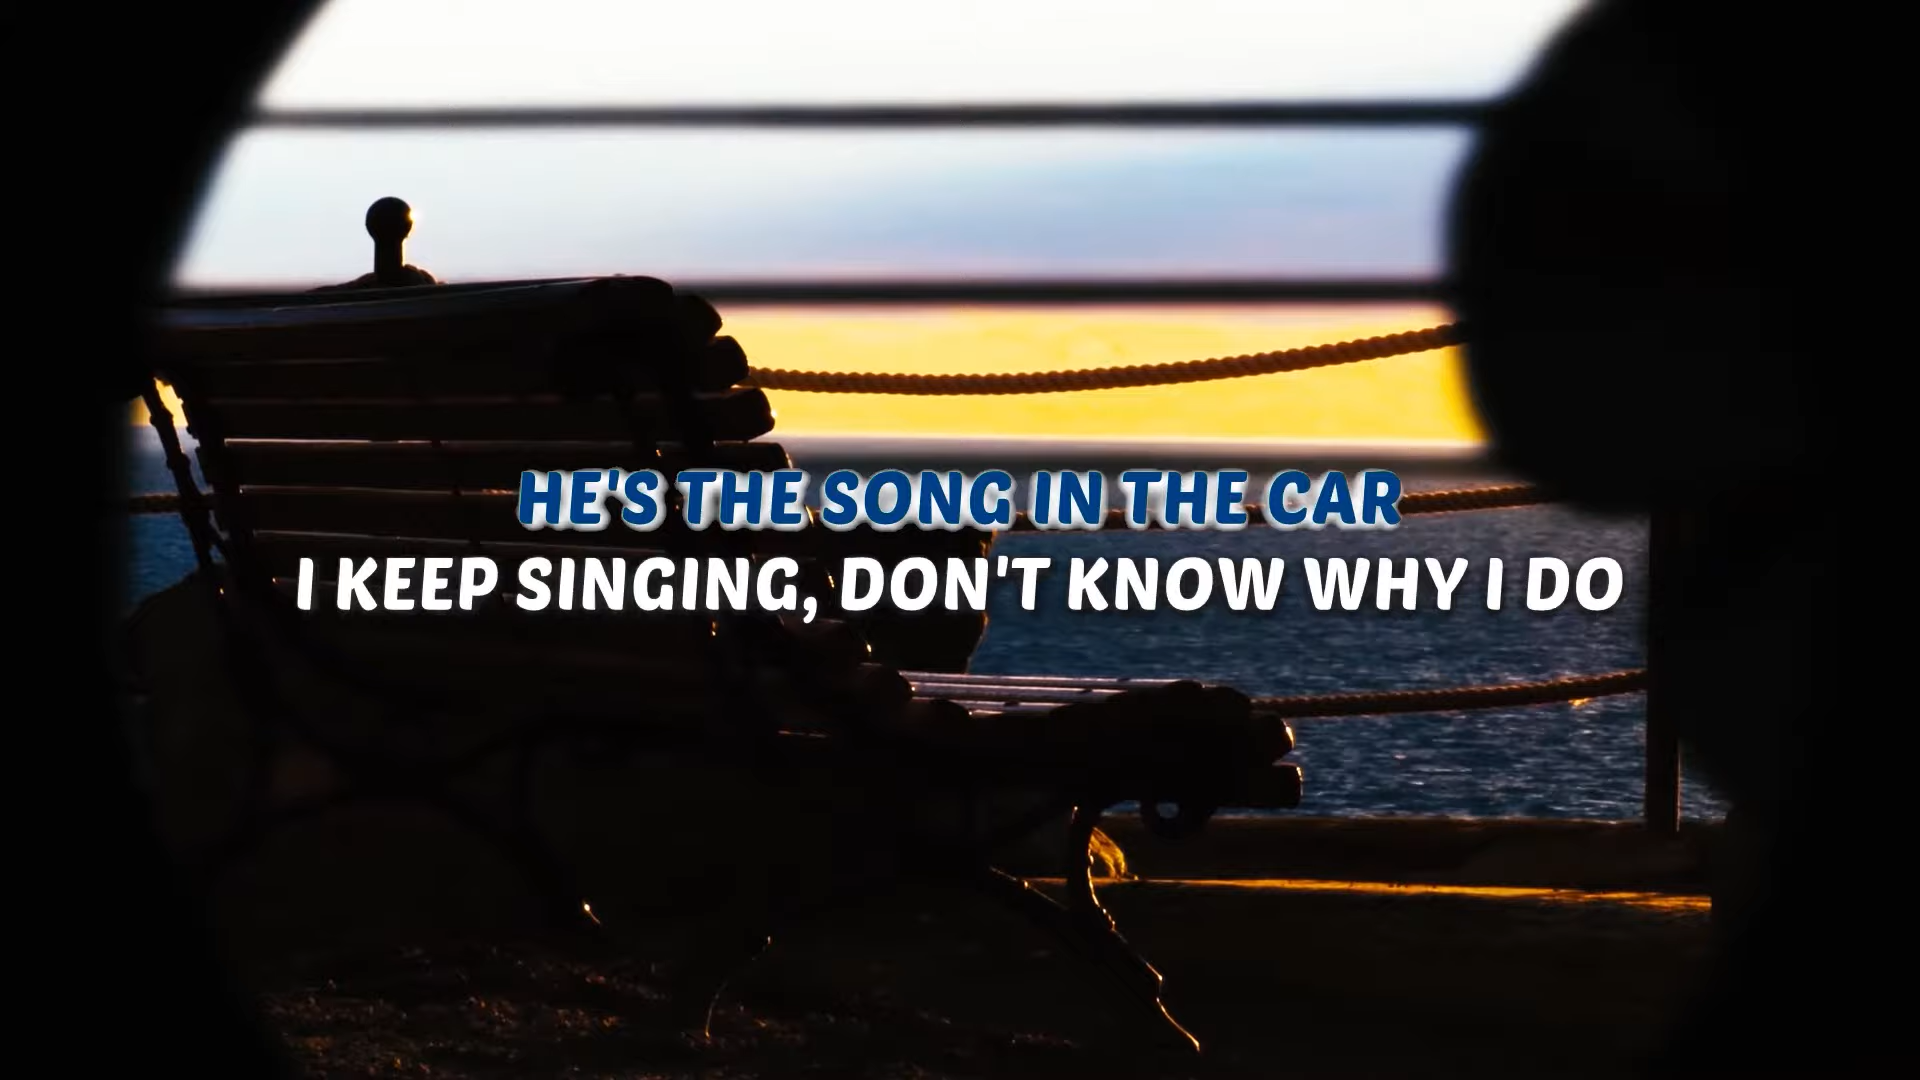 HE'S THE SONG IN THE CAR
I KEEP SINGING, DON'T KNOW WHY I DO